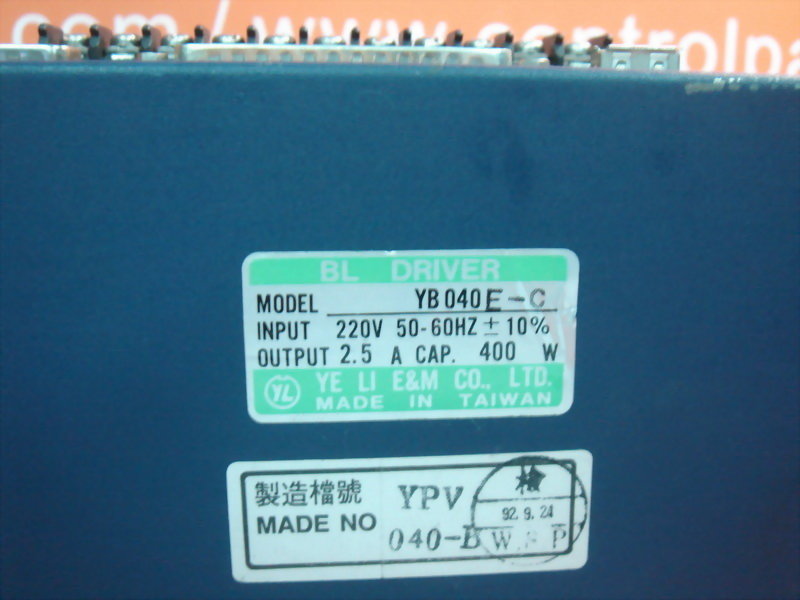 com / www.controlpa
BL DRIVER
MODEL YB040E-C
INPUT 220V 50-60HZ ± 10%
OUTPUT 2.5 A CAP. 400 W
YL YE LI E&M CO., LTD.
MADE IN TAIWAN
製造檔號 YPV
MADE NO 040-B
檢
92.9.24
W.S P